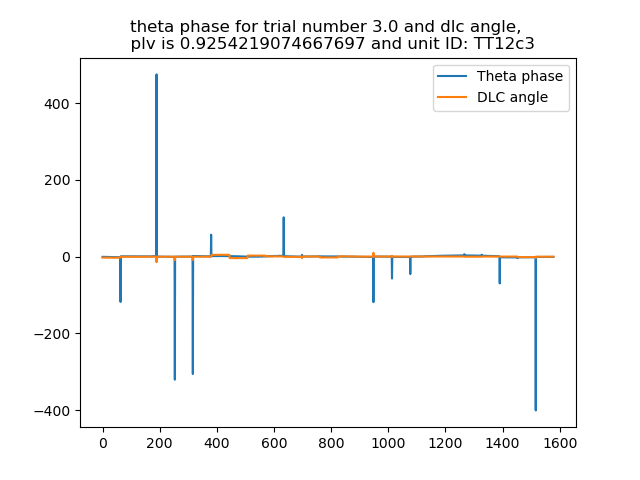 theta phase for trial number 3.0 and dlc angle,
plv is 0.9254219074667697 and unit ID: TT12c3
Theta phase
DLC angle
400
200
0
−200
−400
0 200 400 600 800 1000 1200 1400 1600